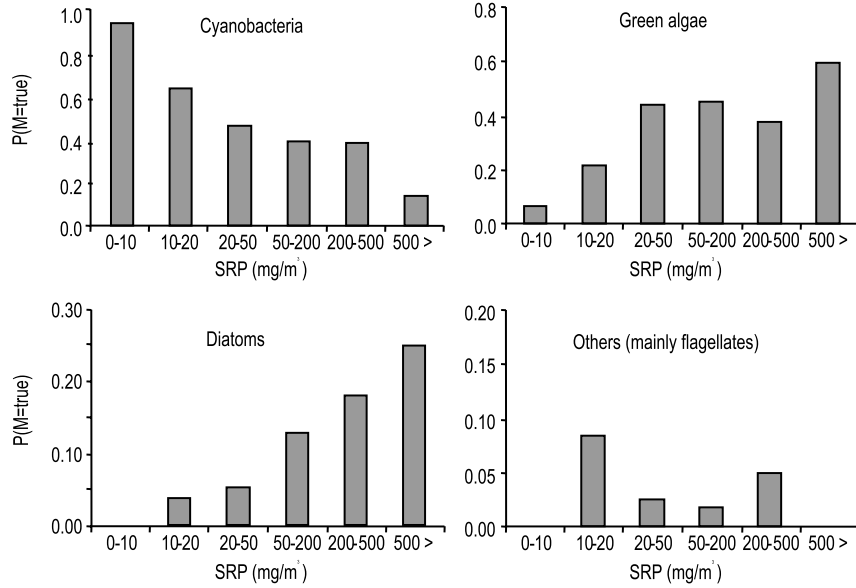 Cyanobacteria
P(M=true)
1.0
0.8
0.6
0.4
0.2
0.0
0-10 10-20 20-50 50-200 200-500 500 >
SRP (mg/m³)
Green algae
0.8
0.6
0.4
0.2
0.0
0-10 10-20 20-50 50-200 200-500 500 >
SRP (mg/m³)
Diatoms
P(M=true)
0.30
0.20
0.10
0.00
0-10 10-20 20-50 50-200 200-500 500 >
SRP (mg/m³)
Others (mainly flagellates)
0.20
0.15
0.10
0.05
0.00
0-10 10-20 20-50 50-200 200-500 500 >
SRP (mg/m³)